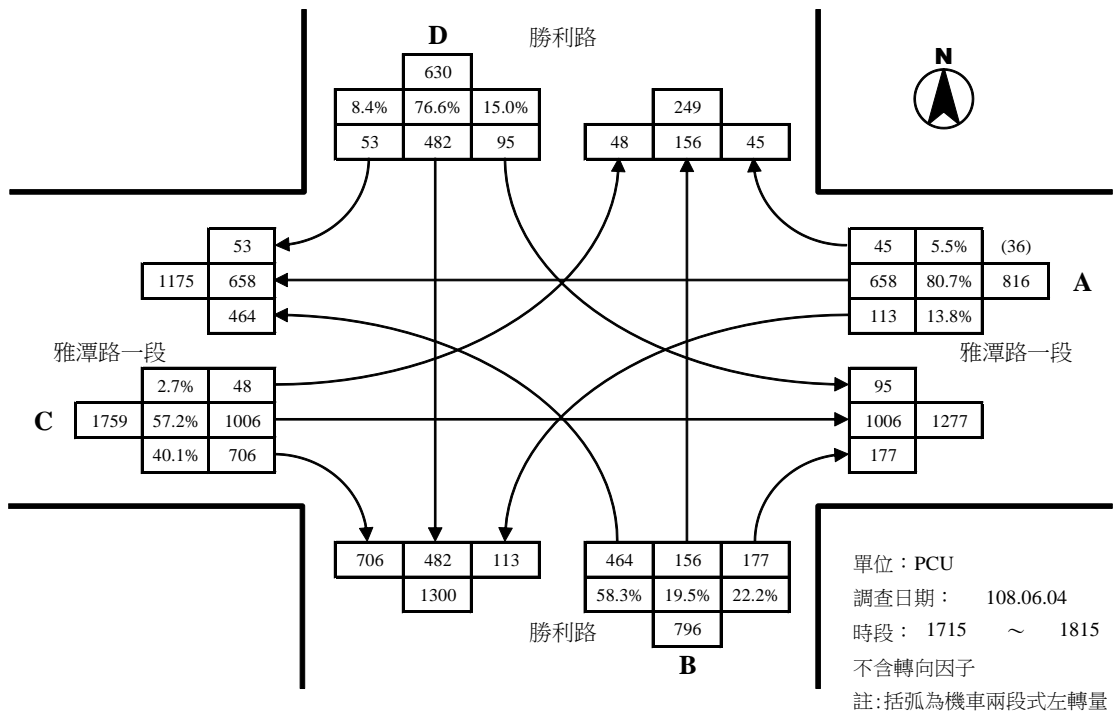 D
勝利路
N
630
8.4% 76.6% 15.0%
53 482 95
249
48 156 45
53
1175 658
464
45 5.5% (36)
658 80.7% 816
113 13.8%
A
雅潭路一段
雅潭路一段
2.7% 48
1759 57.2% 1006
40.1% 706
C
95
1006 1277
177
706 482 113
1300
464 156 177
58.3% 19.5% 22.2%
796
勝利路
B
單位：PCU
調查日期： 108.06.04
時段： 1715 ～ 1815
不含轉向因子
註:括弧為機車兩段式左轉量